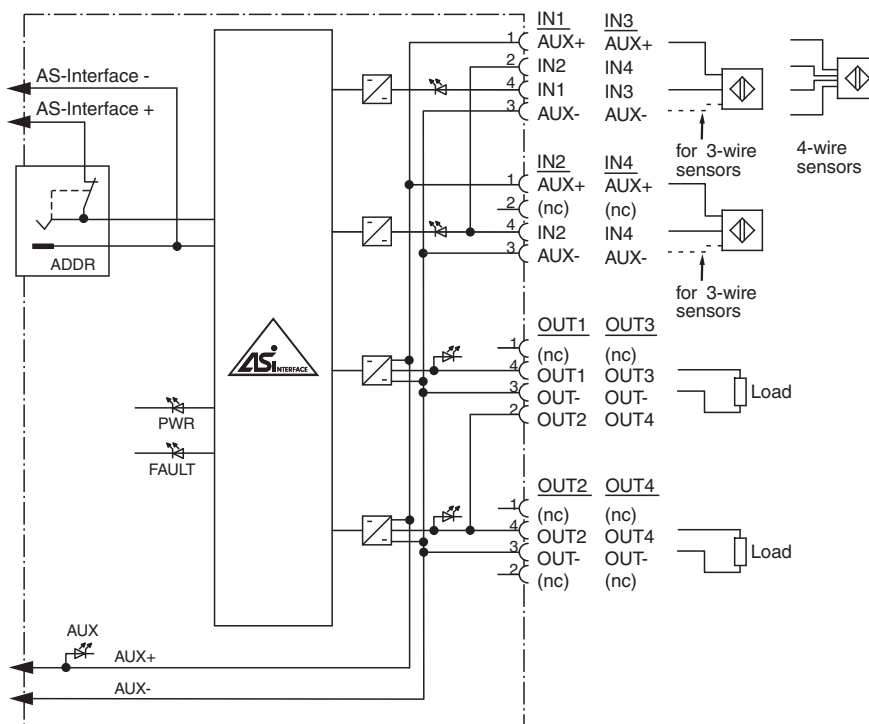 AS-Interface -
AS-Interface +
ADDR
ASi INTERFACE
PWR
FAULT
AUX
AUX+
AUX-
IN1 IN3
1 AUX+ AUX+
2 IN2 IN4
4 IN1 IN3
3 AUX- AUX-
for 3-wire
sensors
4-wire
sensors
IN2 IN4
1 AUX+ AUX+
2 (nc) (nc)
4 IN2 IN4
3 AUX- AUX-
for 3-wire
sensors
OUT1 OUT3
1 (nc) (nc)
4 OUT1 OUT3
3 OUT- OUT-
2 OUT2 OUT4
Load
OUT2 OUT4
1 (nc) (nc)
4 OUT2 OUT4
3 OUT- OUT-
2 (nc) (nc)
Load